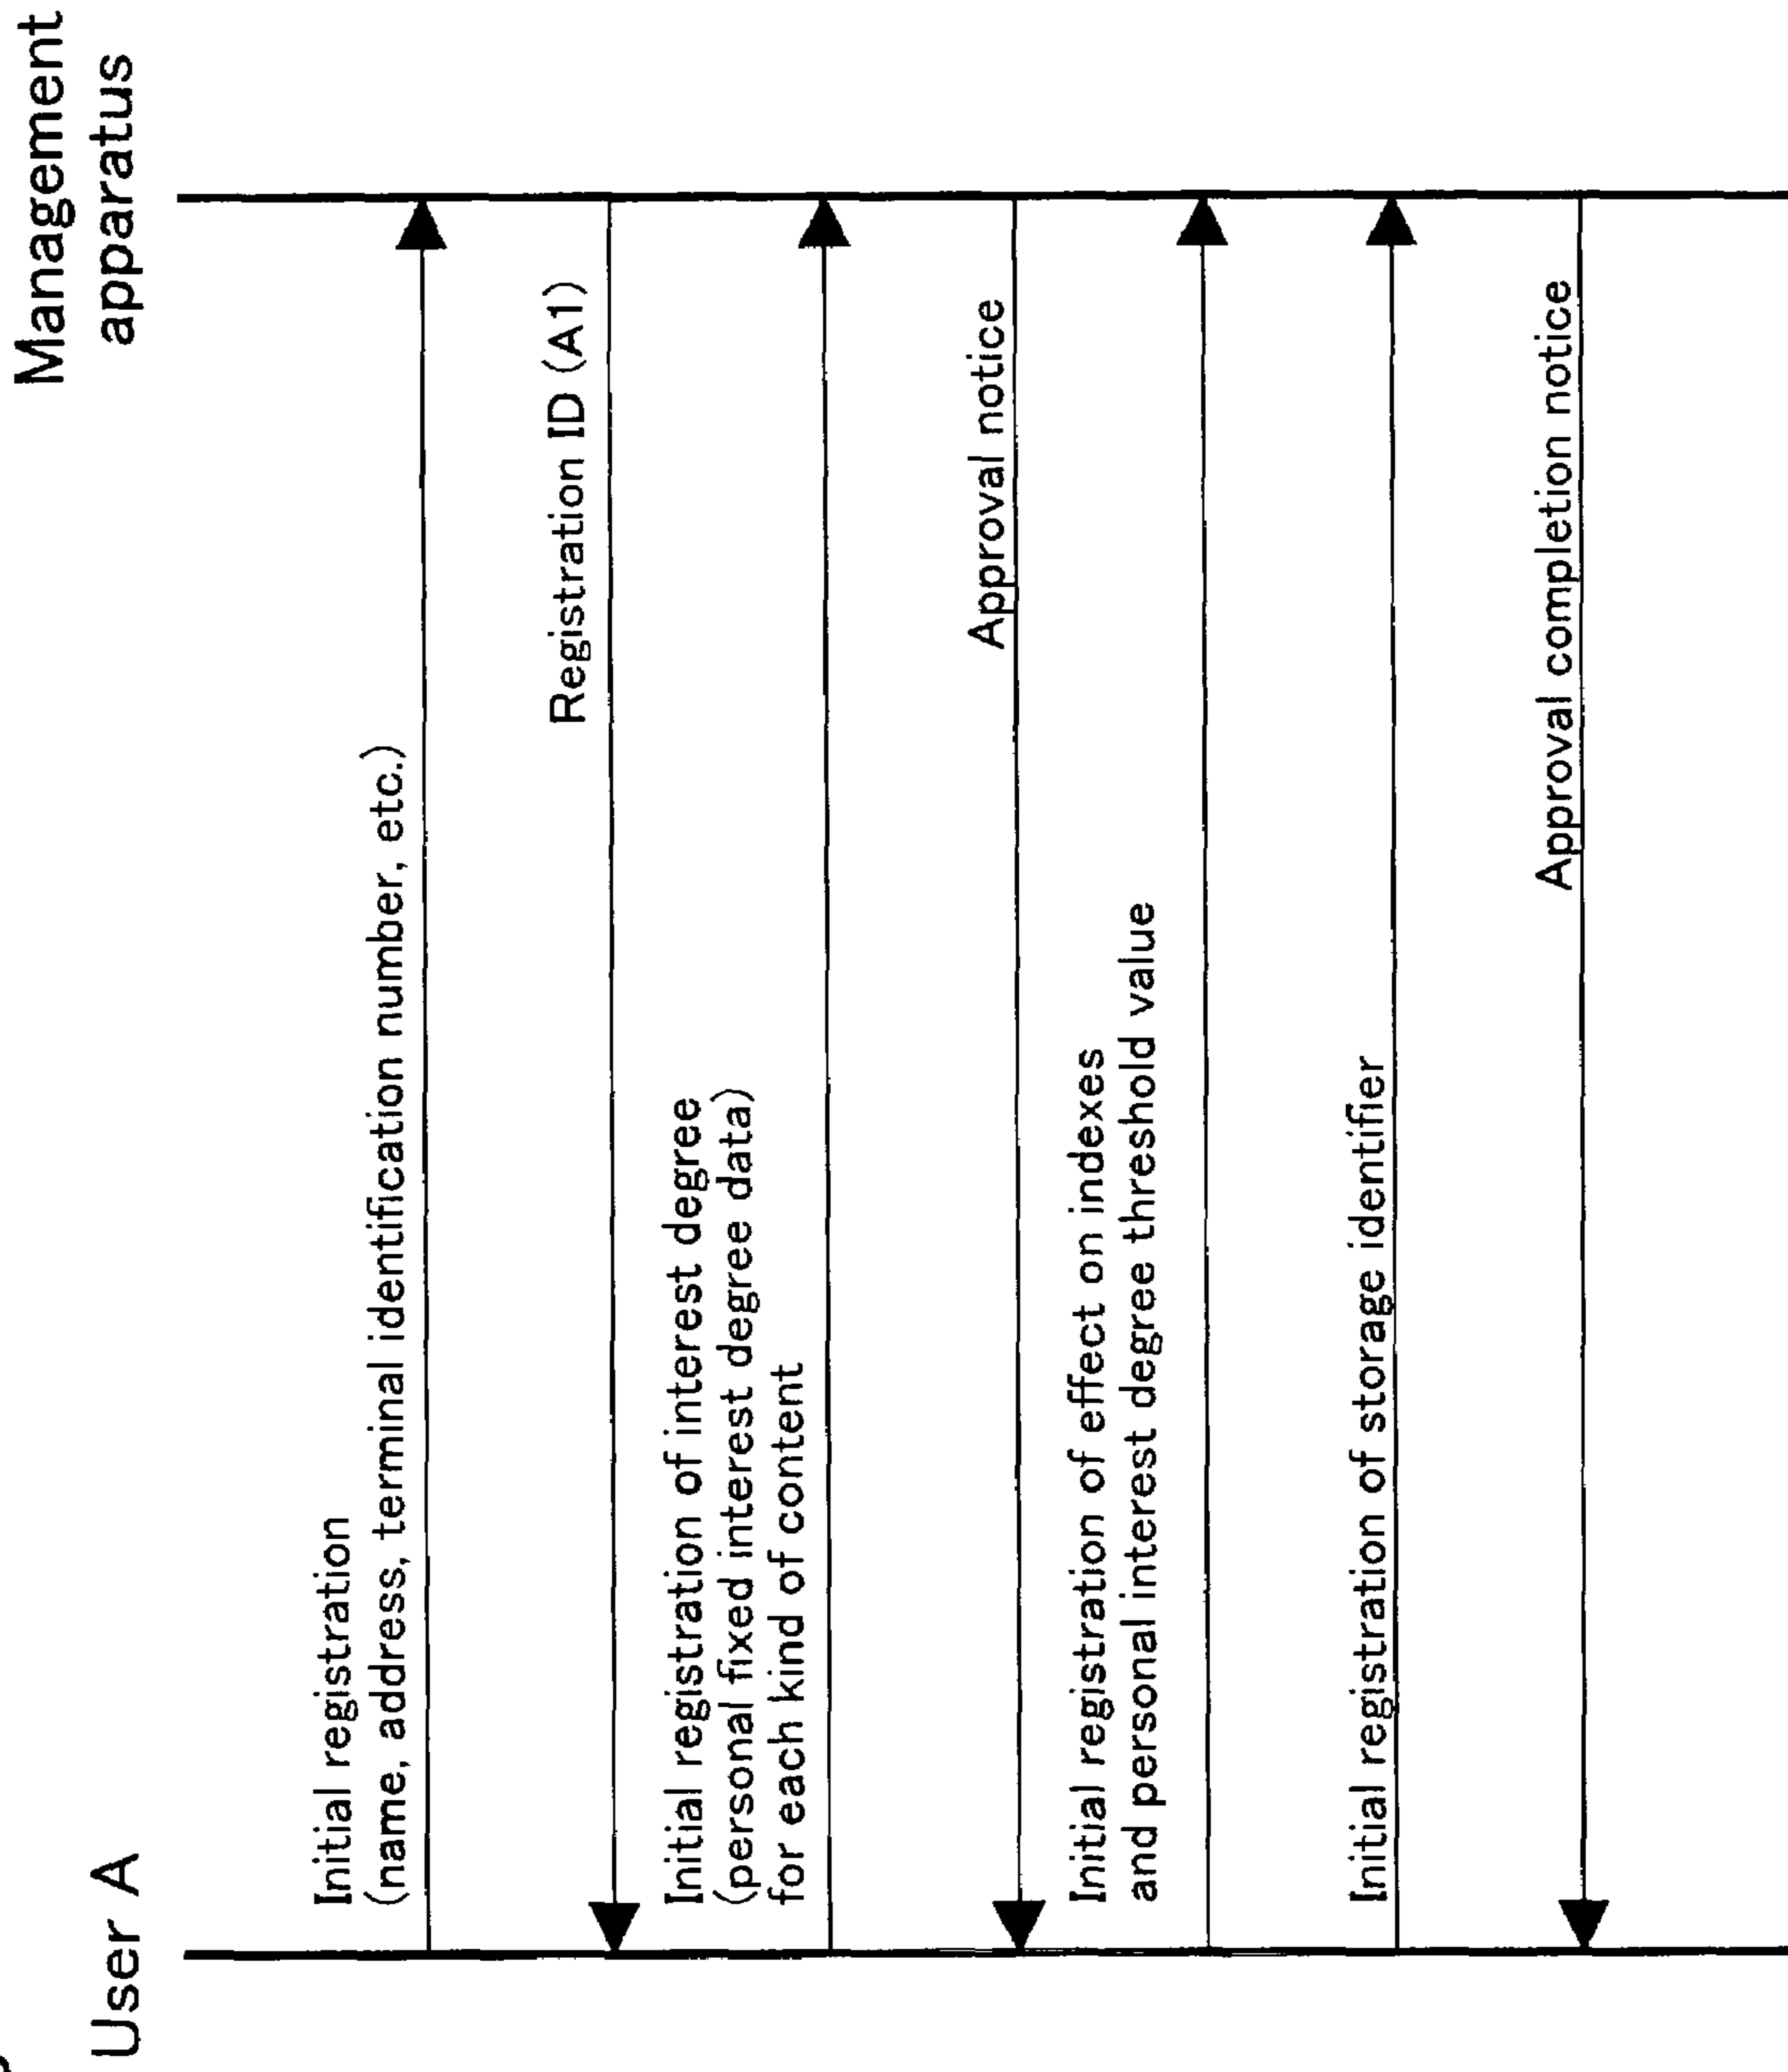 User A
Management
apparatus
Initial registration
(name, address, terminal identification number, etc.)
Registration ID (A1)
Initial registration of interest degree
(personal fixed interest degree data)
for each kind of content
Approval notice
Initial registration of effect on indexes
and personal interest degree threshold value
Initial registration of storage identifier
Approval completion notice